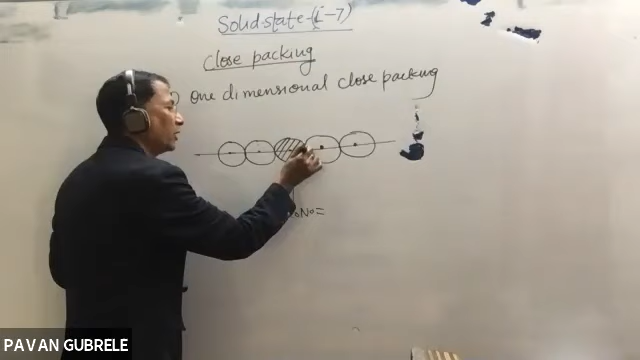 Solid state (L-7)
Close packing
one dimensional close packing
No=
PAVAN GUBRELE